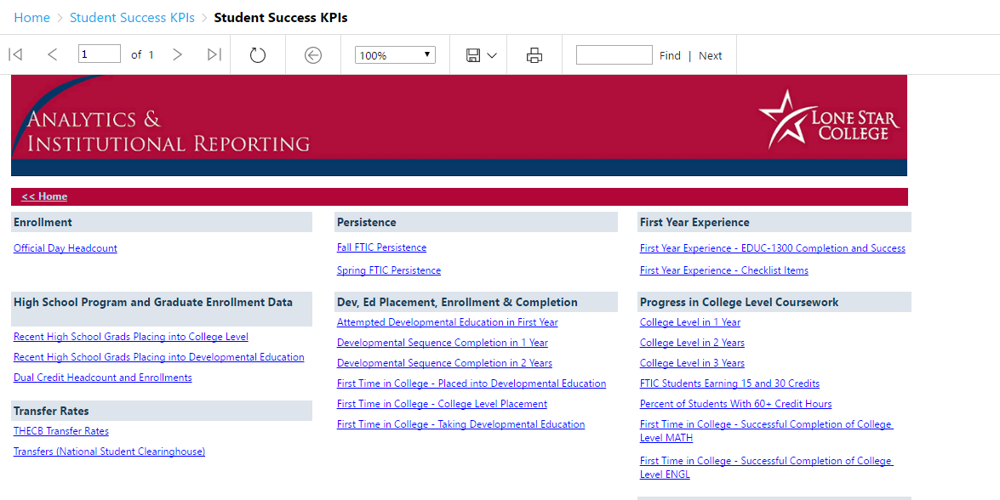 Home > Student Success KPIs > Student Success KPIs
1 of 1
100%
Find | Next
ANALYTICS &
INSTITUTIONAL REPORTING
LONE STAR
COLLEGE
<< Home
Enrollment
Official Day Headcount
Persistence
Fall FTIC Persistence
Spring FTIC Persistence
First Year Experience
First Year Experience - EDUC-1300 Completion and Success
First Year Experience - Checklist Items
High School Program and Graduate Enrollment Data
Recent High School Grads Placing into College Level
Recent High School Grads Placing into Developmental Education
Dual Credit Headcount and Enrollments
Transfer Rates
THECB Transfer Rates
Transfers (National Student Clearinghouse)
Dev, Ed Placement, Enrollment & Completion
Attempted Developmental Education in First Year
Developmental Sequence Completion in 1 Year
Developmental Sequence Completion in 2 Years
First Time in College - Placed into Developmental Education
First Time in College - College Level Placement
First Time in College - Taking Developmental Education
Progress in College Level Coursework
College Level in 1 Year
College Level in 2 Years
College Level in 3 Years
FTIC Students Earning 15 and 30 Credits
Percent of Students With 60+ Credit Hours
First Time in College - Successful Completion of College
Level MATH
First Time in College - Successful Completion of College
Level ENGL